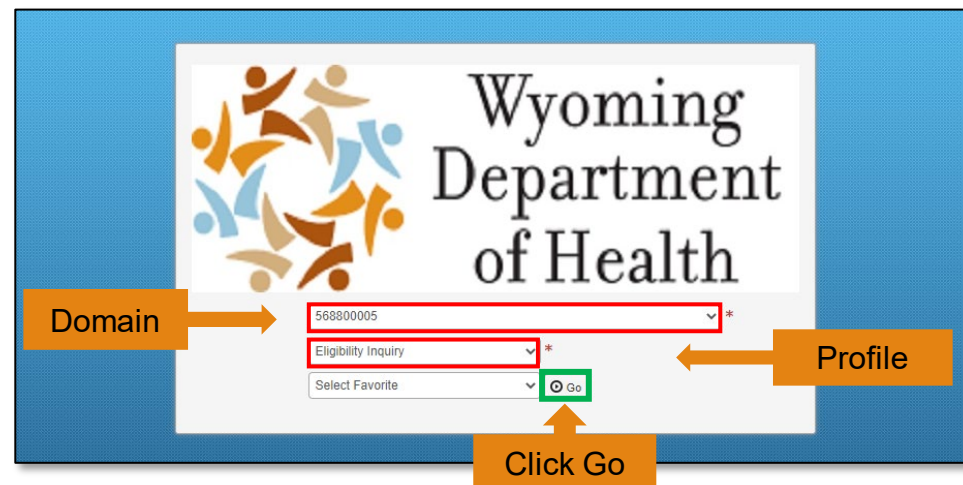 Wyoming
Department
of Health
Domain
568800005 *
Eligibility Inquiry *
Profile
Select Favorite Go
Click Go